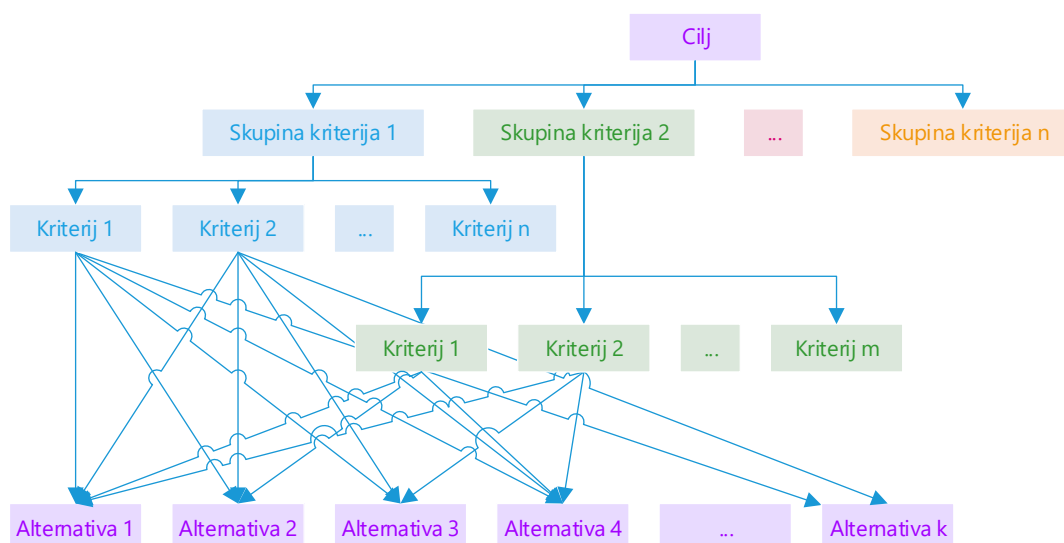 Cilj
Skupina kriterija 1
Skupina kriterija 2
...
Skupina kriterija n
Kriterij 1
Kriterij 2
...
Kriterij n
Kriterij 1
Kriterij 2
...
Kriterij m
Alternativa 1
Alternativa 2
Alternativa 3
Alternativa 4
...
Alternativa k